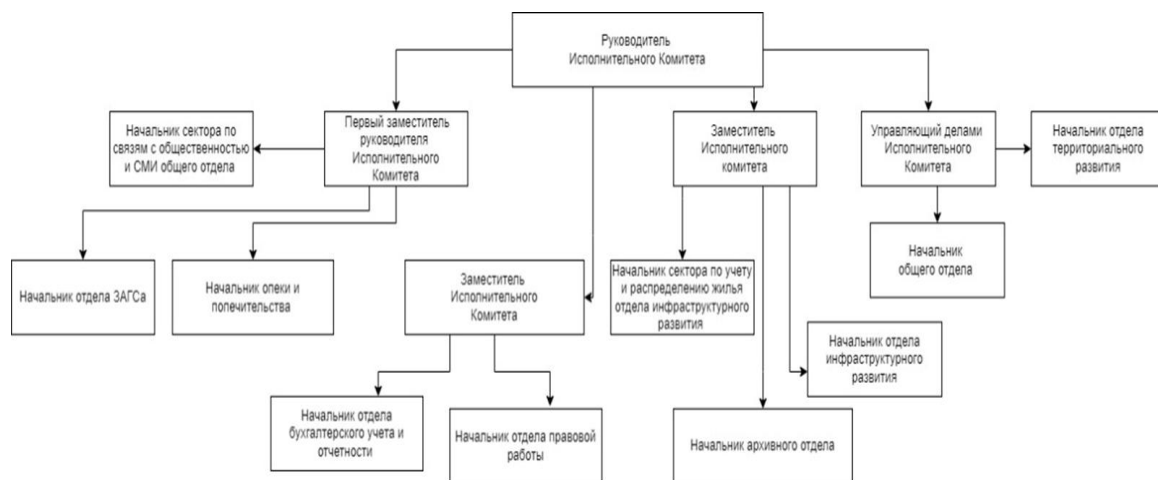 Руководитель
Исполнительного Комитета
Начальник сектора по
связям с общественностью
и СМИ общего отдела
Первый заместитель
руководителя
Исполнительного
Комитета
Заместитель
Исполнительного
комитета
Управляющий делами
Исполнительного
Комитета
Начальник отдела
территориального
развития
Начальник отдела ЗАГСа
Начальник опеки и
попечительства
Заместитель
Исполнительного
Комитета
Начальник сектора по учету
и распределению жилья
отдела инфраструктурного
развития
Начальник
общего отдела
Начальник отдела
инфраструктурного
развития
Начальник отдела
бухгалтерского учета и
отчетности
Начальник отдела правовой
работы
Начальник архивного отдела